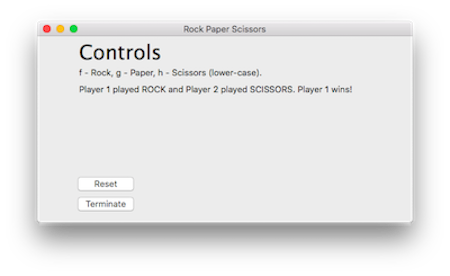 Rock Paper Scissors
Controls
f - Rock, g - Paper, h - Scissors (lower-case).
Player 1 played ROCK and Player 2 played SCISSORS. Player 1 wins!
Reset
Terminate